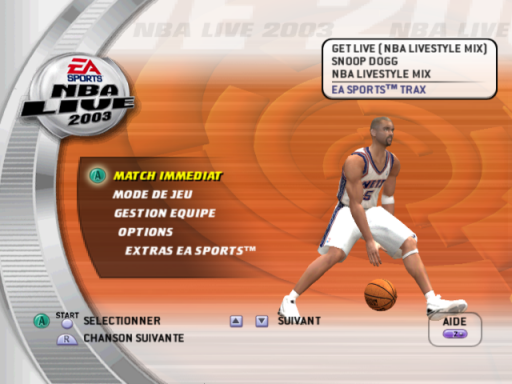 NBA LIVE 2003
NBA LIVE
GET LIVE (NBA LIVESTYLE MIX)
SNOOP DOGG
NBA LIVESTYLE MIX
EA SPORTS™ TRAX
EA
SPORTS
NBA
LIVE
2003
A MATCH IMMEDIAT
MODE DE JEU
GESTION EQUIPE
OPTIONS
EXTRAS EA SPORTS™
NETS
5
A START SELECTIONNER
SUIVANT
R CHANSON SUIVANTE
AIDE
Z